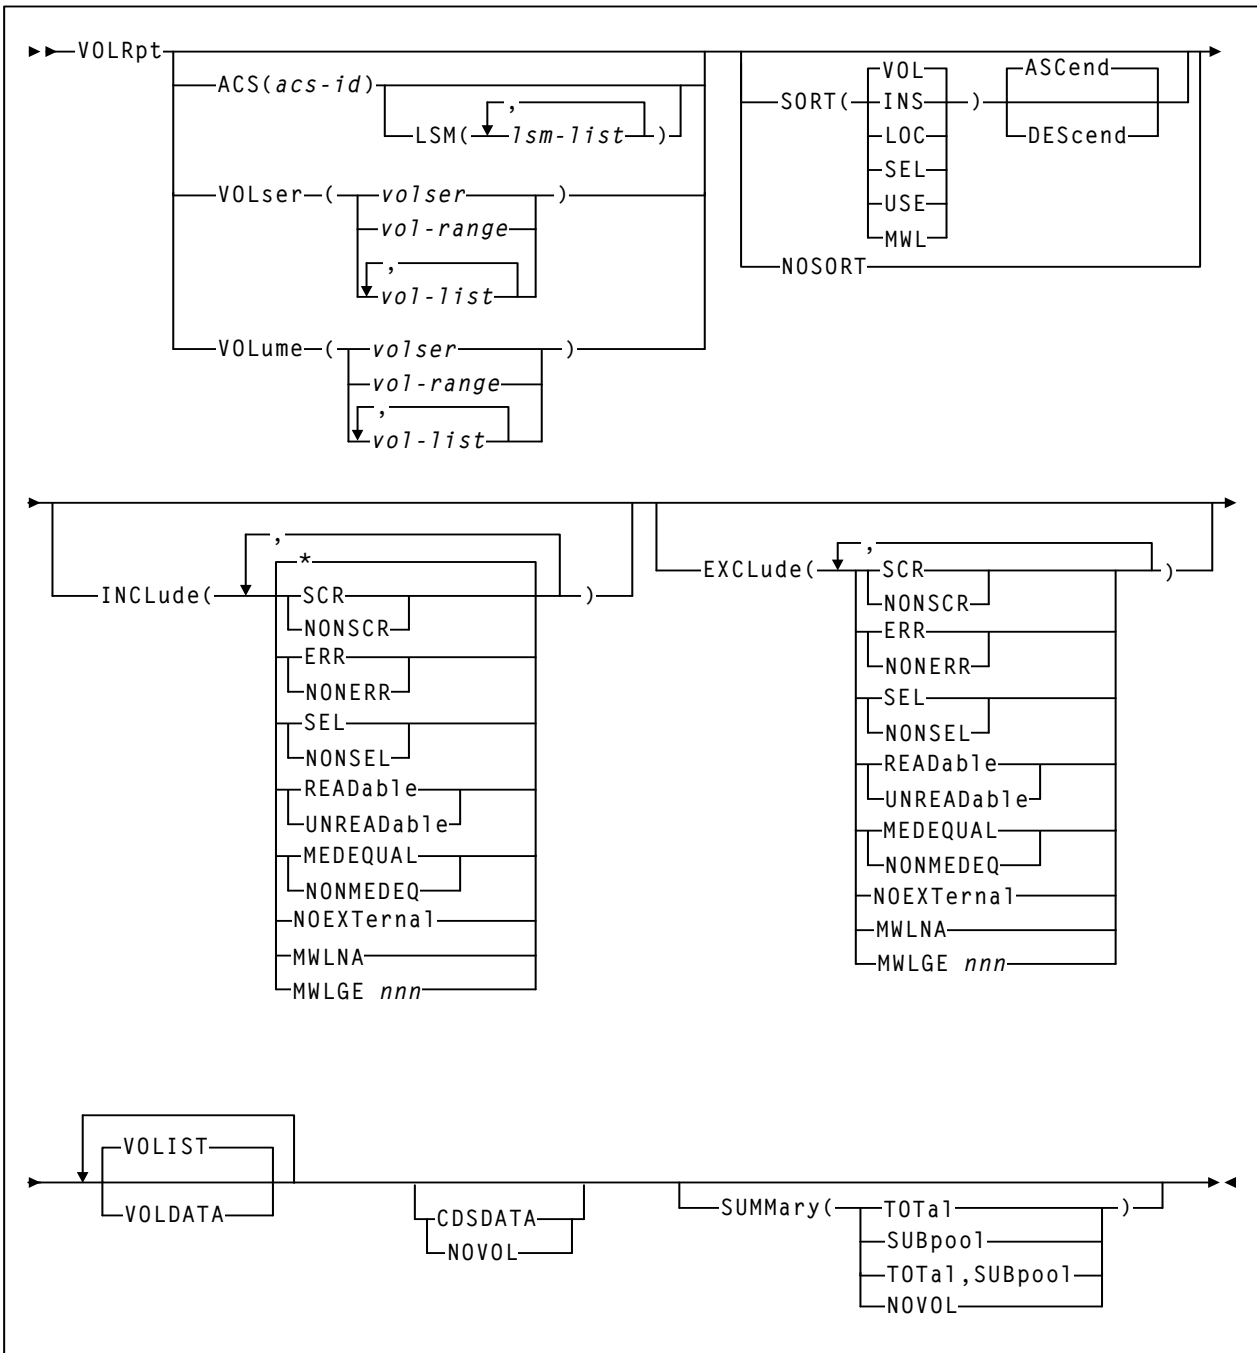 VOLRpt
ACS(acs-id)
LSM(
,
lsm-list
)
VOLser
(
volser
)
vol-range
,
vol-list
VOLume
(
volser
)
vol-range
,
vol-list
SORT(
VOL
INS
LOC
SEL
USE
MWL
)
ASCend
DEScend
NOSORT
INCLude(
,
*
SCR
NONSCR
ERR
NONERR
SEL
NONSEL
READable
UNREADable
MEDEQUAL
NONMEDEQ
NOEXTernal
MWLNA
MWLGE nnn
)
EXCLude(
,
SCR
NONSCR
ERR
NONERR
SEL
NONSEL
READable
UNREADable
MEDEQUAL
NONMEDEQ
NOEXTernal
MWLNA
MWLGE nnn
)
VOLIST
VOLDATA
CDSDATA
NOVOL
SUMMary(
TOTal
SUBpool
TOTal,SUBpool
NOVOL
)